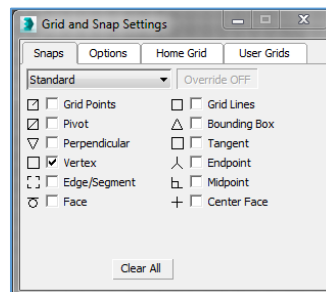 Grid and Snap Settings
Snaps Options Home Grid User Grids
Standard Override OFF
Grid Points Grid Lines
Pivot Bounding Box
Perpendicular Tangent
Vertex Endpoint
Edge/Segment Midpoint
Face Center Face
Clear All